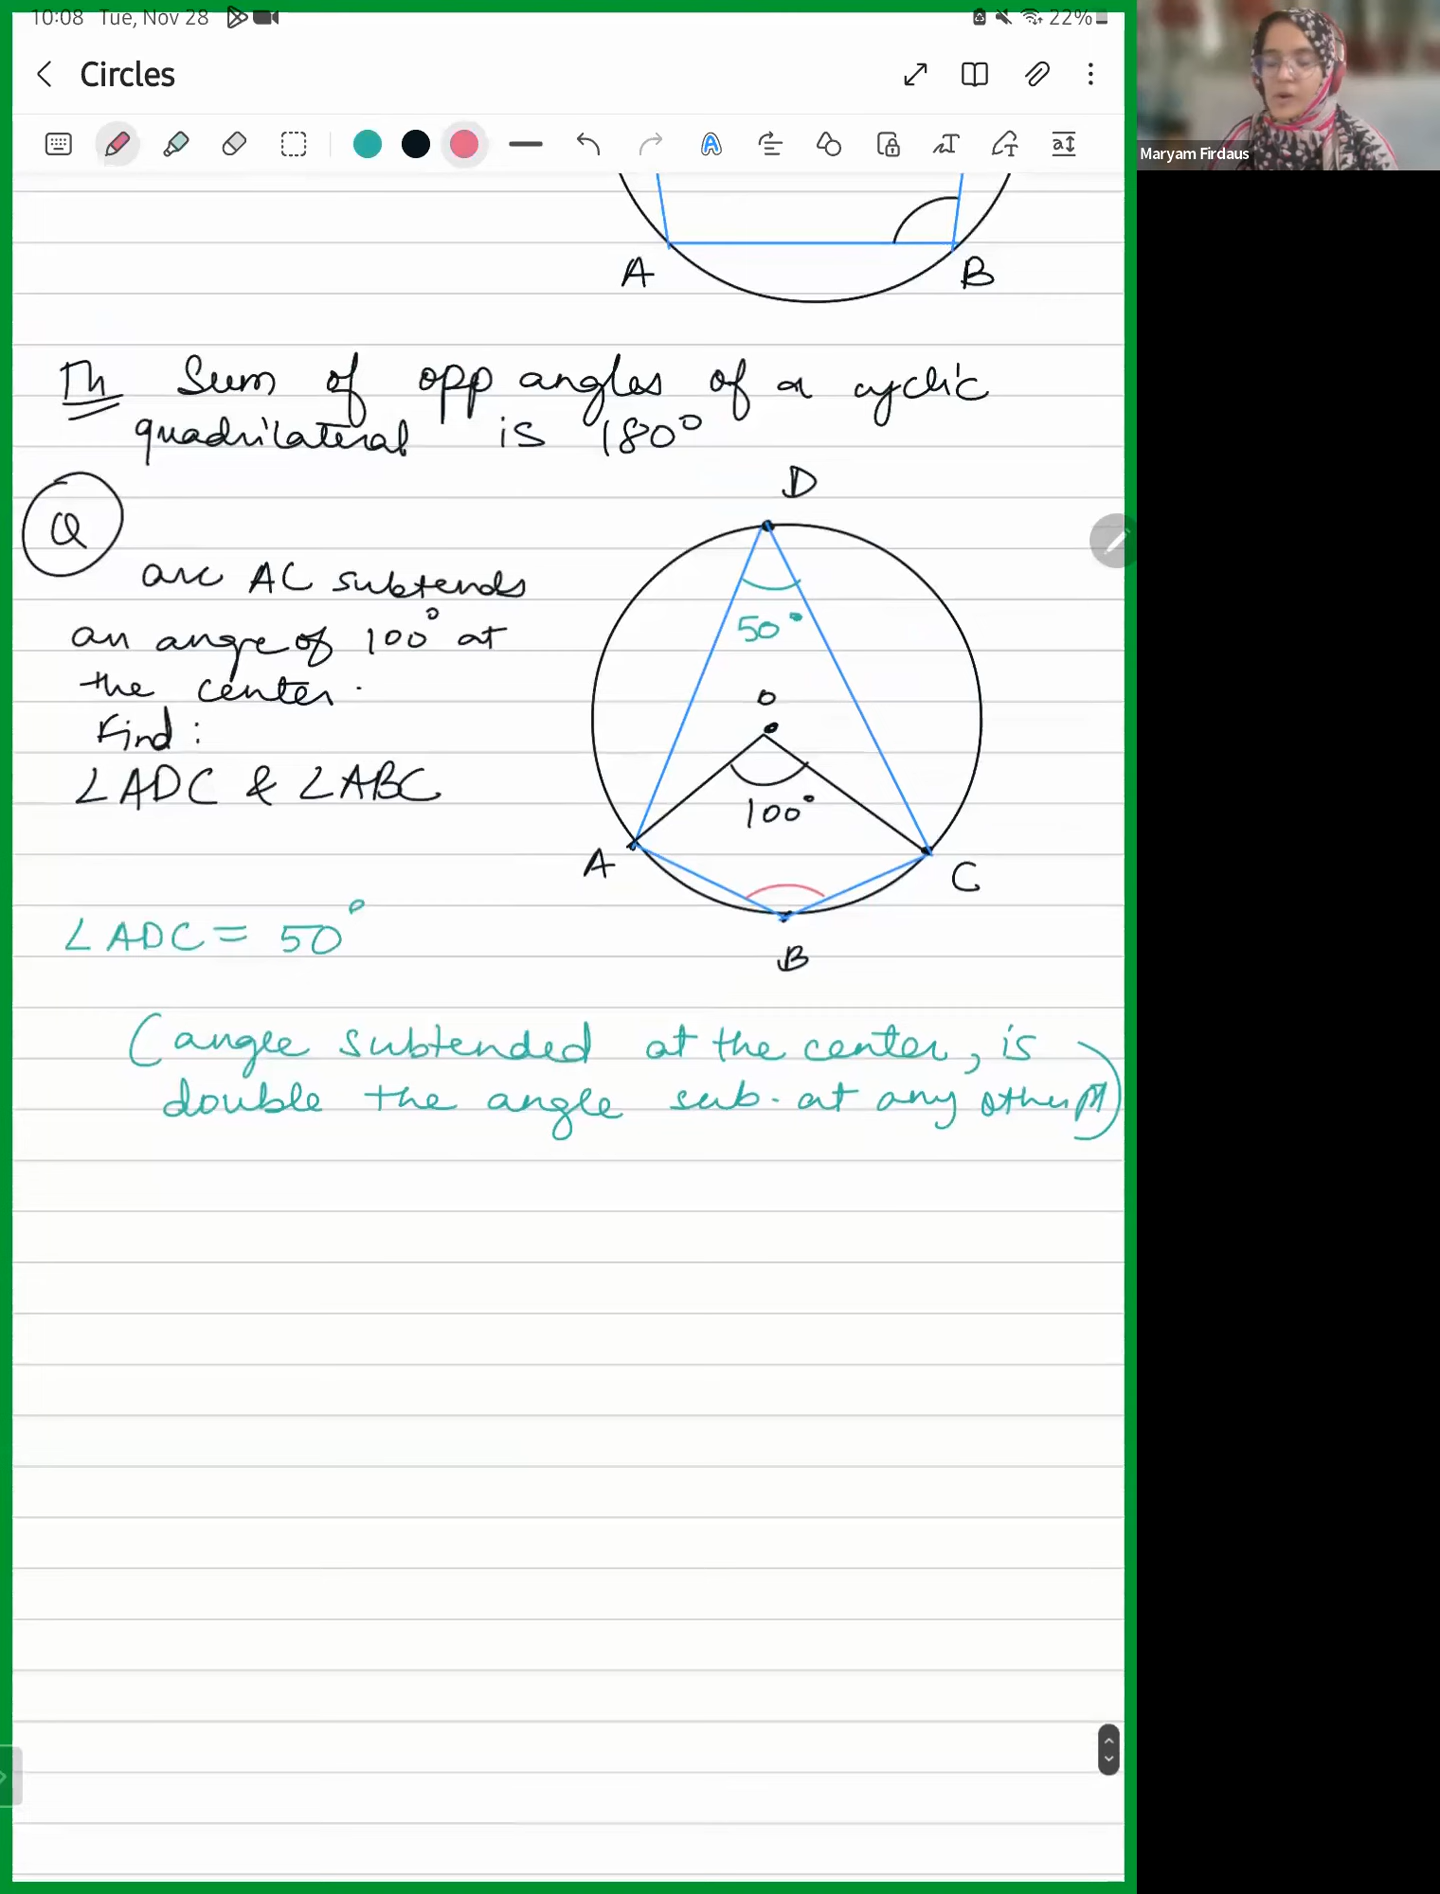 10:08 Tue, Nov 28
22%
Circles
Maryam Firdaus
A B
Th Sum of opp angles of a cyclic
quadrilateral is 180°
D
Q
arc AC subtends
50°
an ange of 100° at
the center.
O
Find:
∠ADC & ∠ABC
100°
A C
∠ADC = 50°
B
(angle subtended at the center, is
double the angle sub. at any other pt)